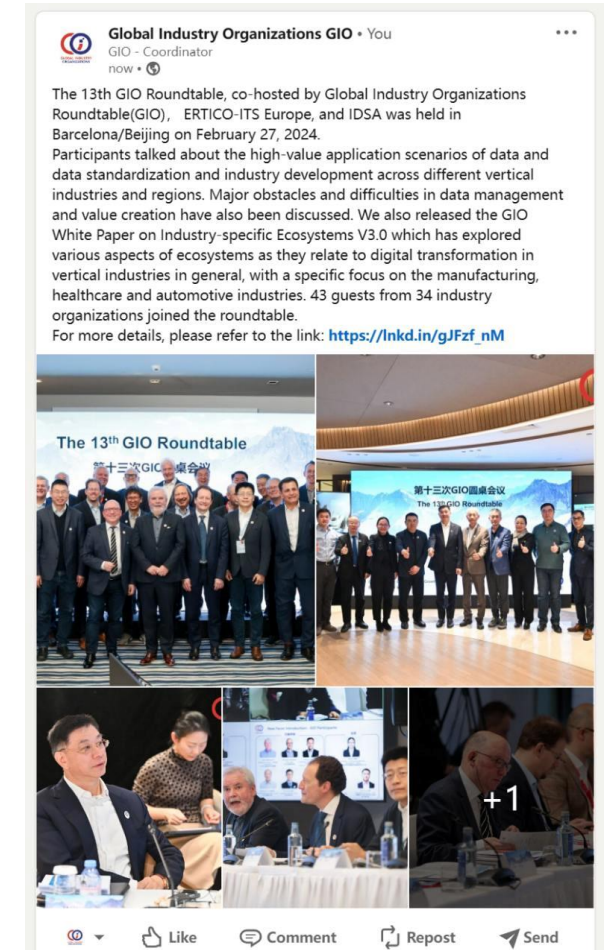 Global Industry Organizations GIO • You
GIO - Coordinator
now •
The 13th GIO Roundtable, co-hosted by Global Industry Organizations
Roundtable(GIO)， ERTICO-ITS Europe, and IDSA was held in
Barcelona/Beijing on February 27, 2024.
Participants talked about the high-value application scenarios of data and
data standardization and industry development across different vertical
industries and regions. Major obstacles and difficulties in data management
and value creation have also been discussed. We also released the GIO
White Paper on Industry-specific Ecosystems V3.0 which has explored
various aspects of ecosystems as they relate to digital transformation in
vertical industries in general, with a specific focus on the manufacturing,
healthcare and automotive industries. 43 guests from 34 industry
organizations joined the roundtable.
For more details, please refer to the link: https://lnkd.in/gJFzf_nM
The 13th GIO Roundtable
第十三次GIO圆桌会议
第十三次GIO圆桌会议
The 13th GIO Roundtable
+1
Like
Comment
Repost
Send